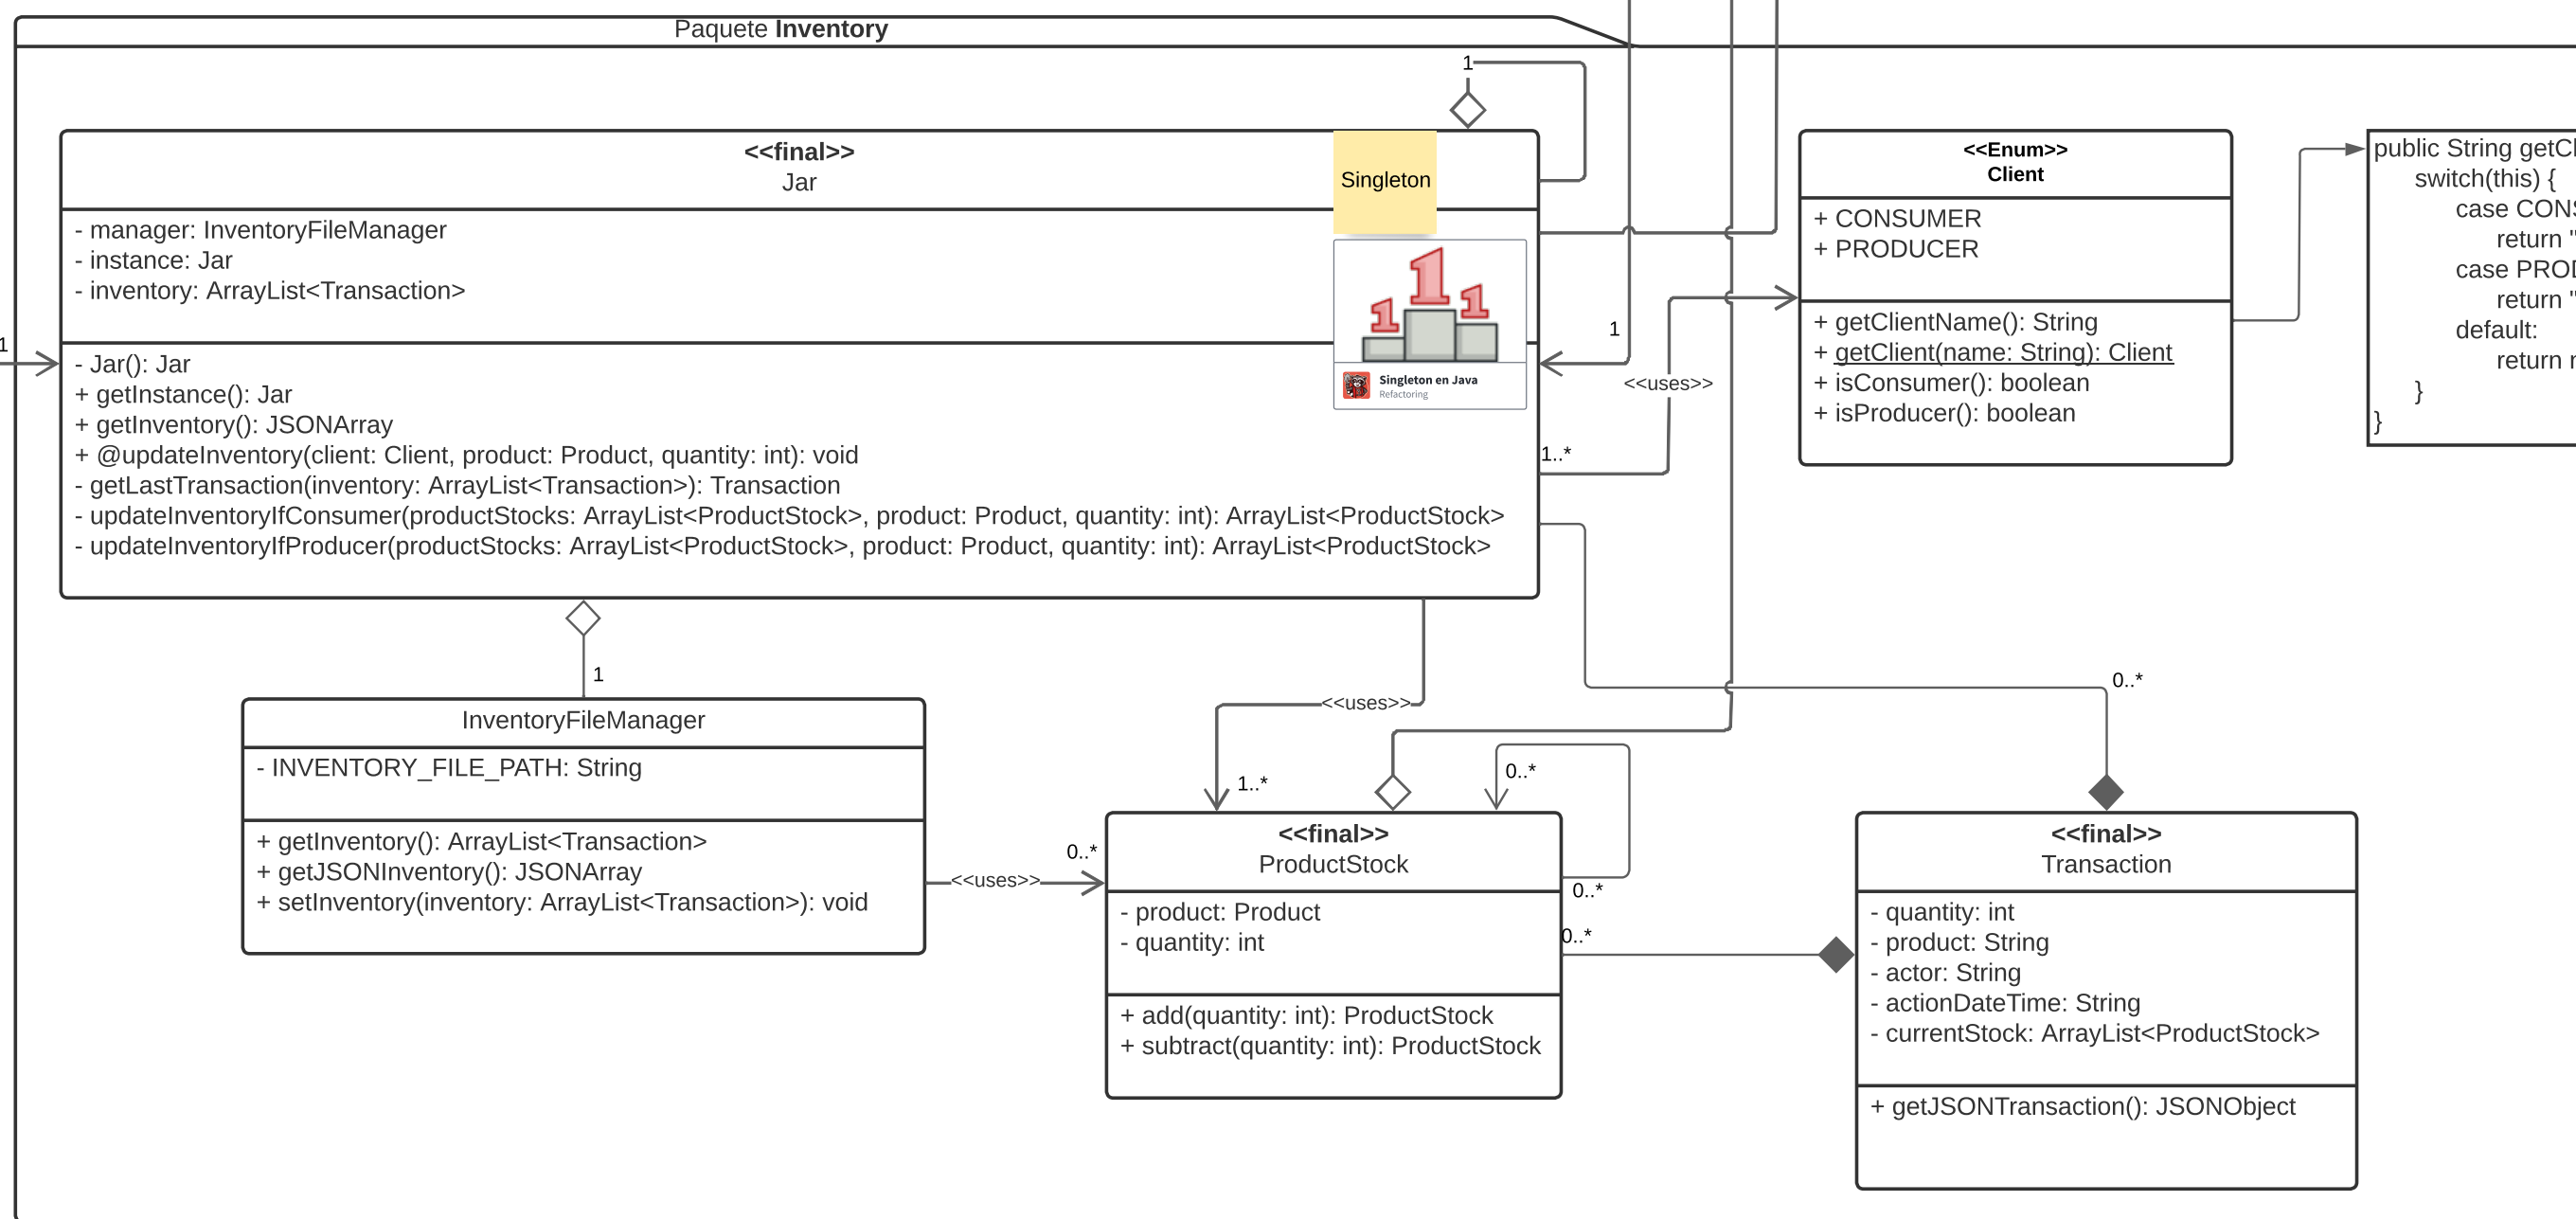 Paquete Inventory
1
<<final>>
Jar
Singleton
- manager: InventoryFileManager
- instance: Jar
- inventory: ArrayList<Transaction>
1 1 1
Singleton en Java
Refactoring
1
- Jar(): Jar
+ getInstance(): Jar
+ getInventory(): JSONArray
+ @updateInventory(client: Client, product: Product, quantity: int): void
- getLastTransaction(inventory: ArrayList<Transaction>): Transaction
- updateInventoryIfConsumer(productStocks: ArrayList<ProductStock>, product: Product, quantity: int): ArrayList<ProductStock>
- updateInventoryIfProducer(productStocks: ArrayList<ProductStock>, product: Product, quantity: int): ArrayList<ProductStock>
1
<<uses>>
1..*
<<Enum>>
Client
+ CONSUMER
+ PRODUCER
+ getClientName(): String
+ getClient(name: String): Client
+ isConsumer(): boolean
+ isProducer(): boolean
public String
switch(this) {
case
return "
case
return "
default:
return
}
}
1
InventoryFileManager
- INVENTORY_FILE_PATH: String
+ getInventory(): ArrayList<Transaction>
+ getJSONInventory(): JSONArray
+ setInventory(inventory: ArrayList<Transaction>): void
<<uses>>
0..*
<<uses>>
1..*
0..*
<<final>>
ProductStock
- product: Product
- quantity: int
+ add(quantity: int): ProductStock
+ subtract(quantity: int): ProductStock
0..*
0..*
0..*
<<final>>
Transaction
- quantity: int
- product: String
- actor: String
- actionDateTime: String
- currentStock: ArrayList<ProductStock>
+ getJSONTransaction(): JSONObject